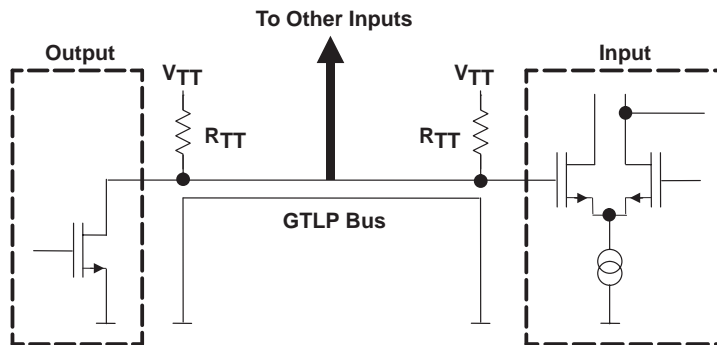 To Other Inputs
Output
Input
VTT
VTT
RTT
RTT
GTLP Bus